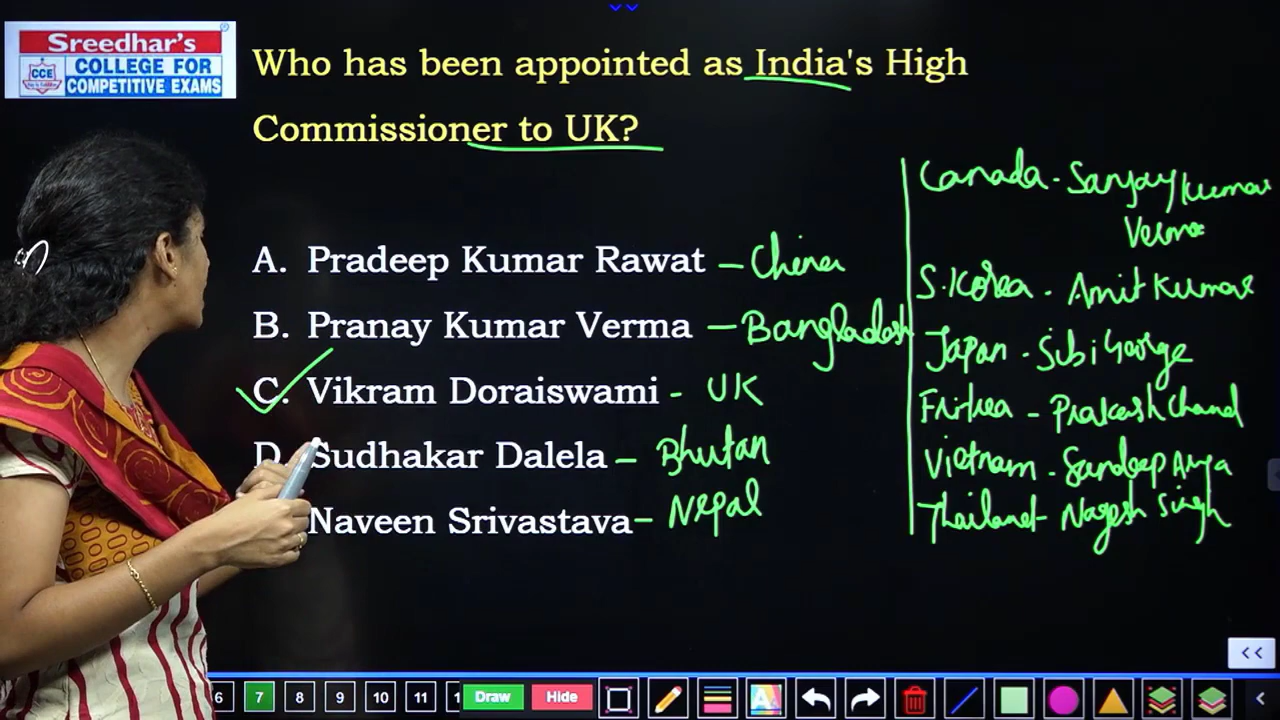 Sreedhar's
CCE
COLLEGE FOR
COMPETITIVE EXAMS
Who has been appointed as India's High
Commissioner to UK?
A. Pradeep Kumar Rawat – China
B. Pranay Kumar Verma – Bangladesh
C. Vikram Doraiswami - UK
D. Sudhakar Dalela – Bhutan
Naveen Srivastava – Nepal
Canada - Sanjay Kumar
Verma
S.Korea - Amit Kumar
Japan - Sibi George
Eritrea - Prakash Chand
Vietnam - Sandeep Arya
Thailand - Nagesh Singh
6 7 8 9 10 11 1 Draw Hide A <<